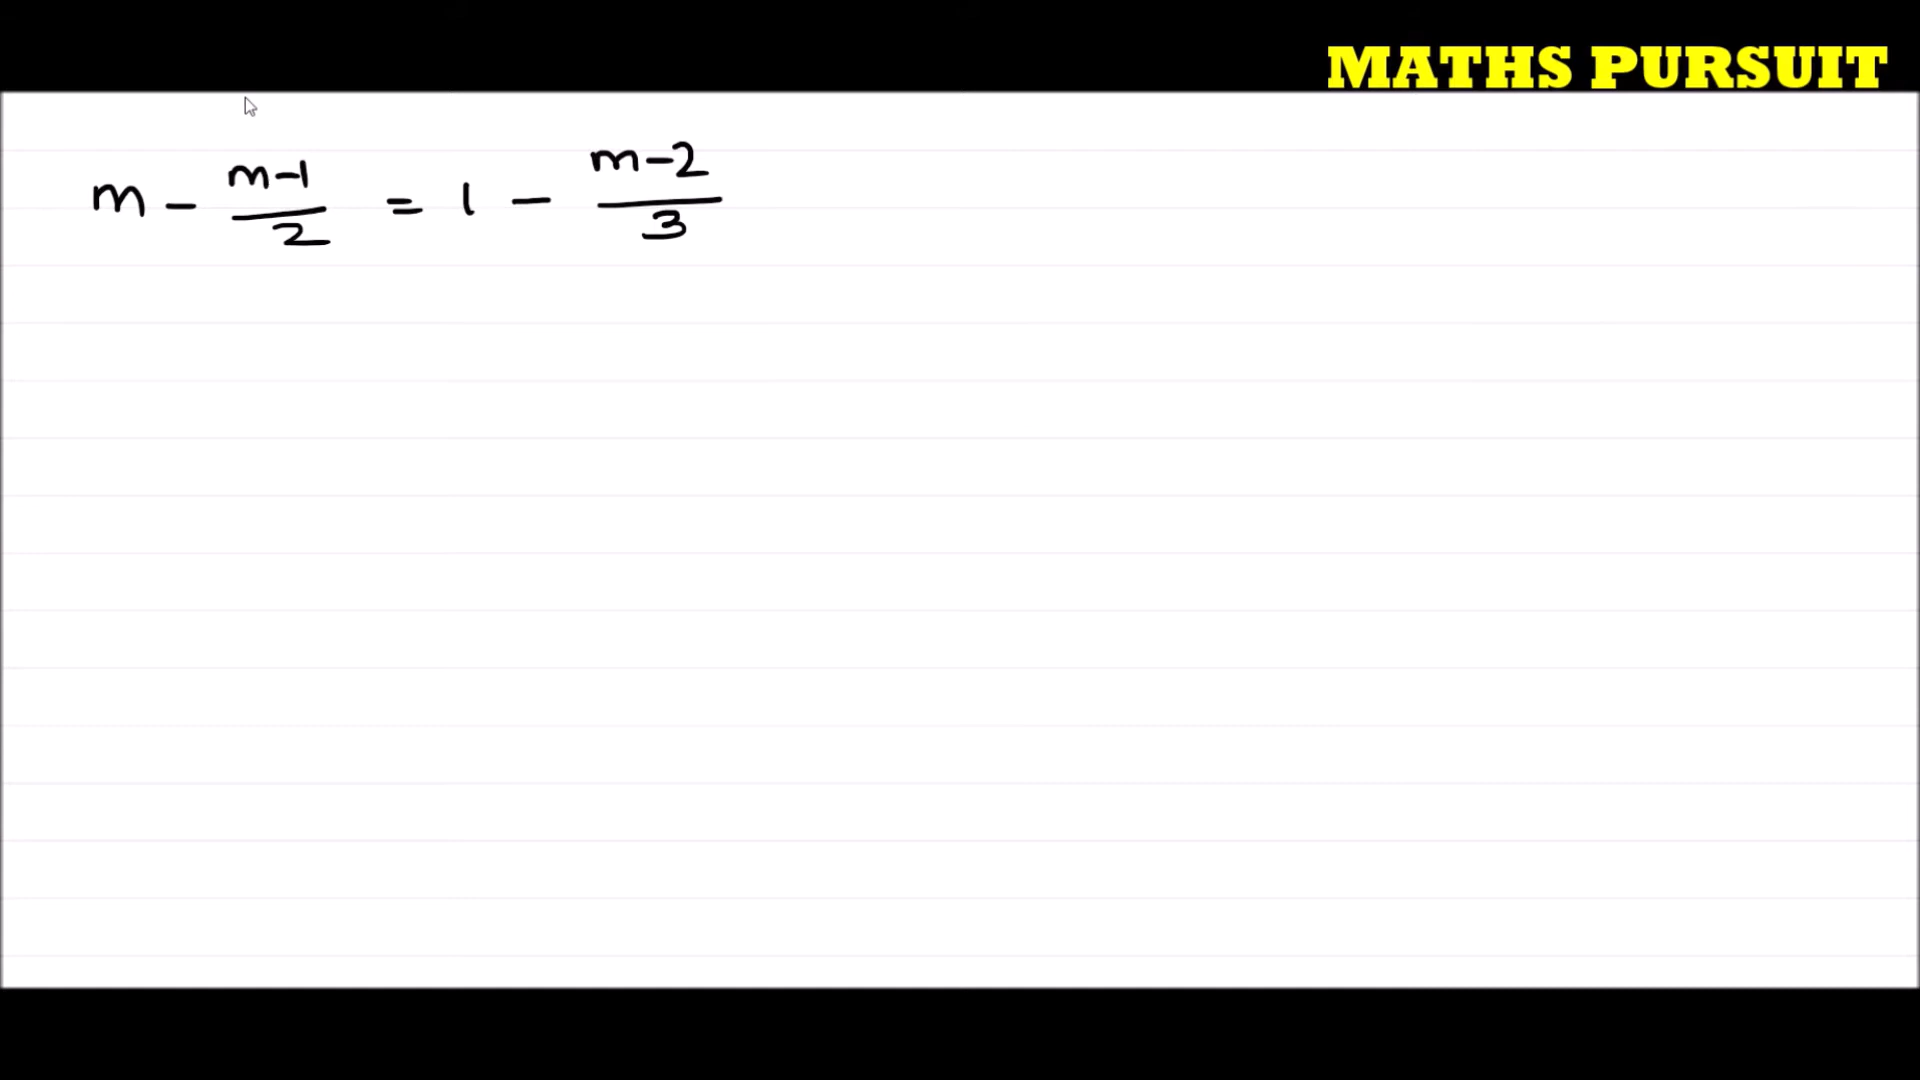 MATHS PURSUIT
m - (m-1)/2 = 1 - (m-2)/3